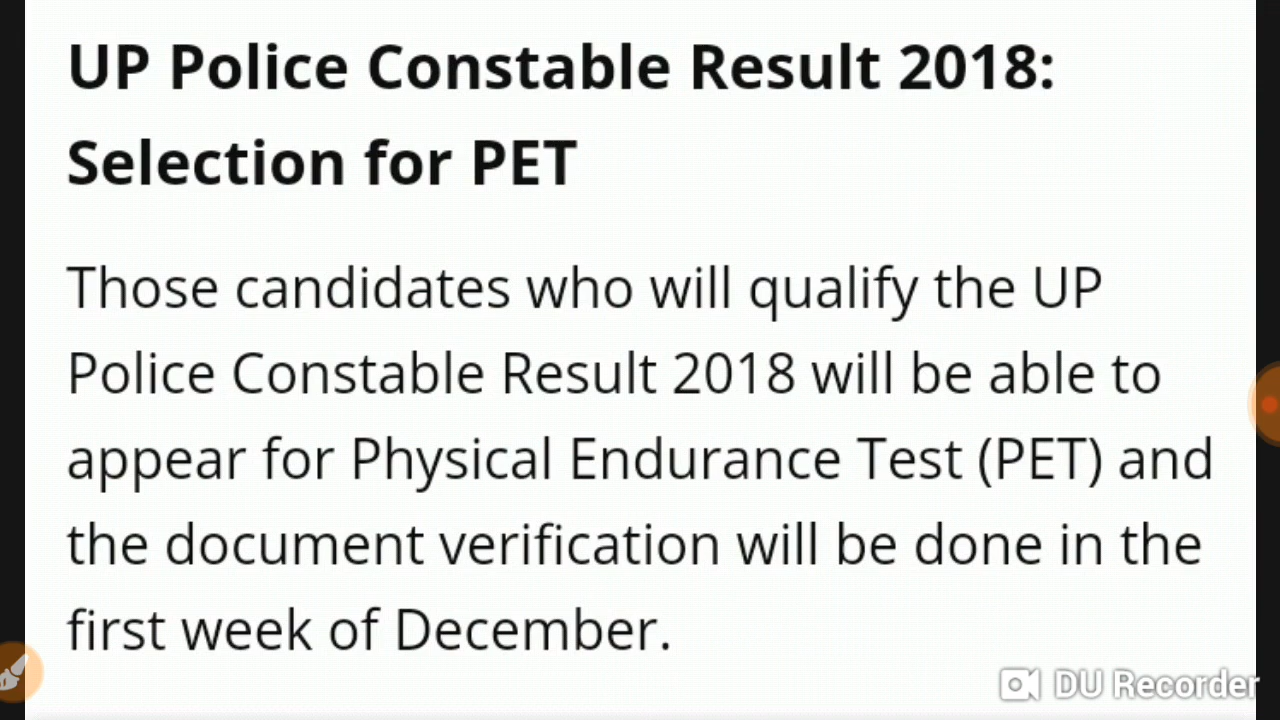 UP Police Constable Result 2018:
Selection for PET
Those candidates who will qualify the UP
Police Constable Result 2018 will be able to
appear for Physical Endurance Test (PET) and
the document verification will be done in the
first week of December.
DU Recorder